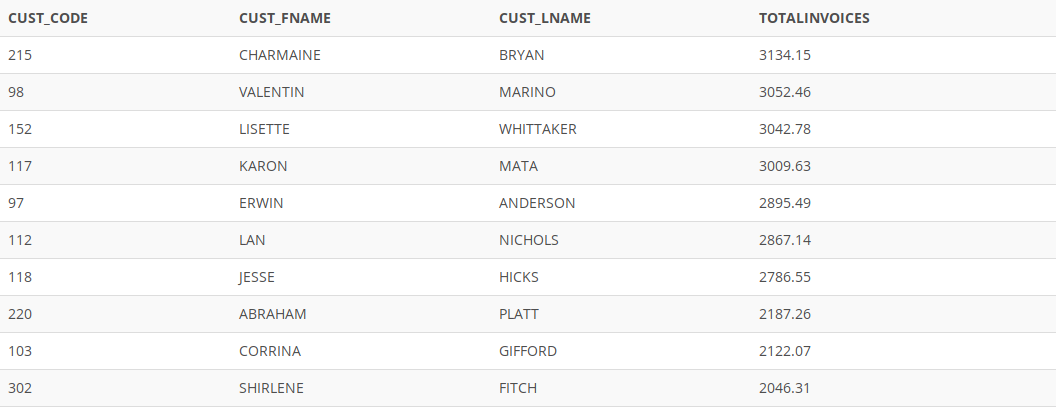 CUST_CODE CUST_FNAME CUST_LNAME TOTALINVOICES
215 CHARMAINE BRYAN 3134.15
98 VALENTIN MARINO 3052.46
152 LISETTE WHITTAKER 3042.78
117 KARON MATA 3009.63
97 ERWIN ANDERSON 2895.49
112 LAN NICHOLS 2867.14
118 JESSE HICKS 2786.55
220 ABRAHAM PLATT 2187.26
103 CORRINA GIFFORD 2122.07
302 SHIRLENE FITCH 2046.31